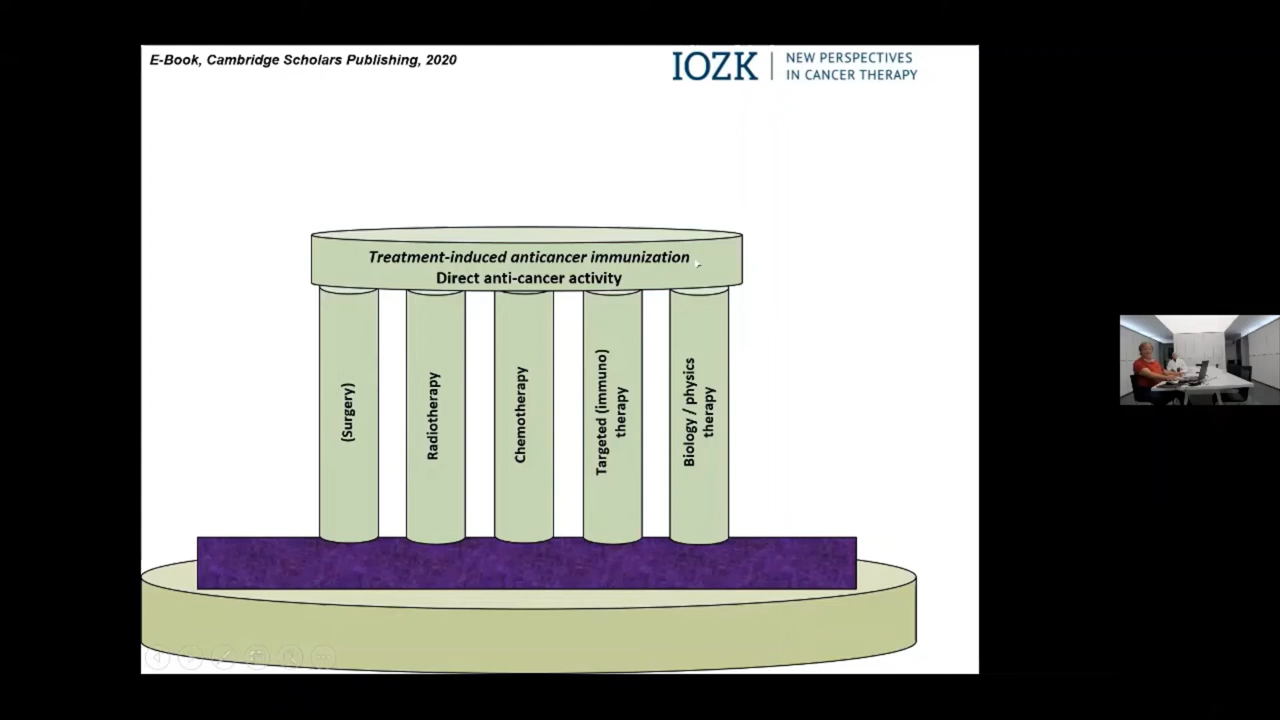 E-Book, Cambridge Scholars Publishing, 2020
IOZK
NEW PERSPECTIVES
IN CANCER THERAPY
Treatment-induced anticancer immunization
Direct anti-cancer activity
(Surgery)
Radiotherapy
Chemotherapy
Targeted (immuno)
therapy
Biology / physics
therapy